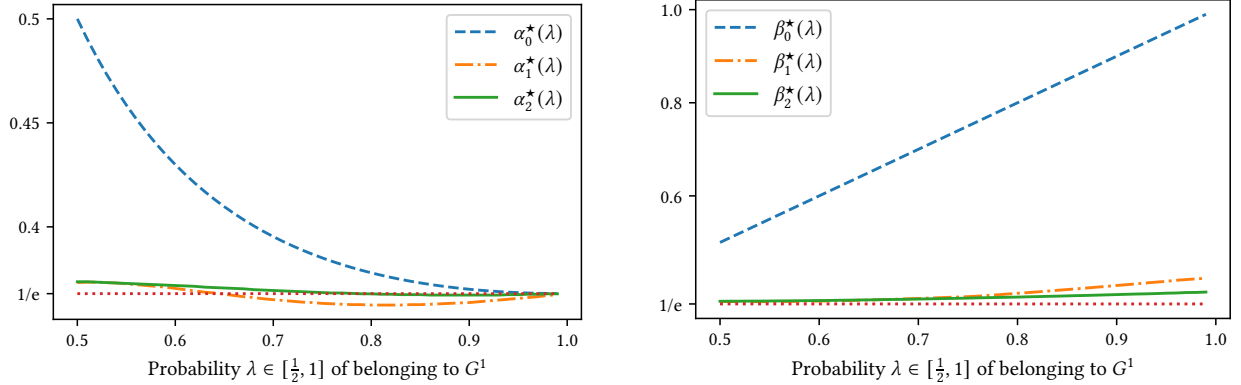 0.5
0.45
0.4
1/e
α₀★(λ)
α₁★(λ)
α₂★(λ)
0.5 0.6 0.7 0.8 0.9 1.0
Probability λ ∈ [½, 1] of belonging to G¹
1.0
0.8
0.6
1/e
β₀★(λ)
β₁★(λ)
β₂★(λ)
0.5 0.6 0.7 0.8 0.9 1.0
Probability λ ∈ [½, 1] of belonging to G¹